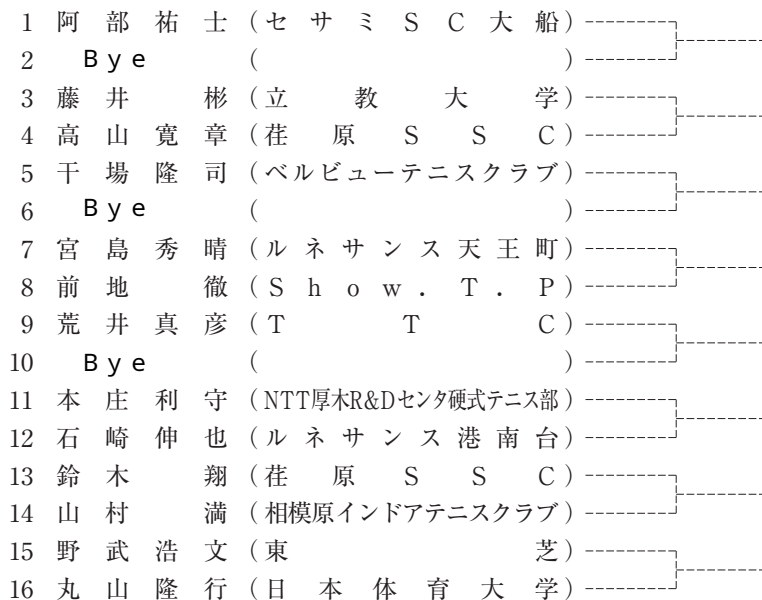 1 阿部祐士 (セサミSC大船)
2 Bye ( )
3 藤井彬 (立教大学)
4 高山寛章 (荏原SSC)
5 干場隆司 (ベルビューテニスクラブ)
6 Bye ( )
7 宮島秀晴 (ルネサンス天王町)
8 前地徹 (Show.T.P)
9 荒井真彦 (TTC)
10 Bye ( )
11 本庄利守 (NTT厚木R&Dセンタ硬式テニス部)
12 石崎伸也 (ルネサンス港南台)
13 鈴木翔 (荏原SSC)
14 山村満 (相模原インドアテニスクラブ)
15 野武浩文 (東芝)
16 丸山隆行 (日本体育大学)